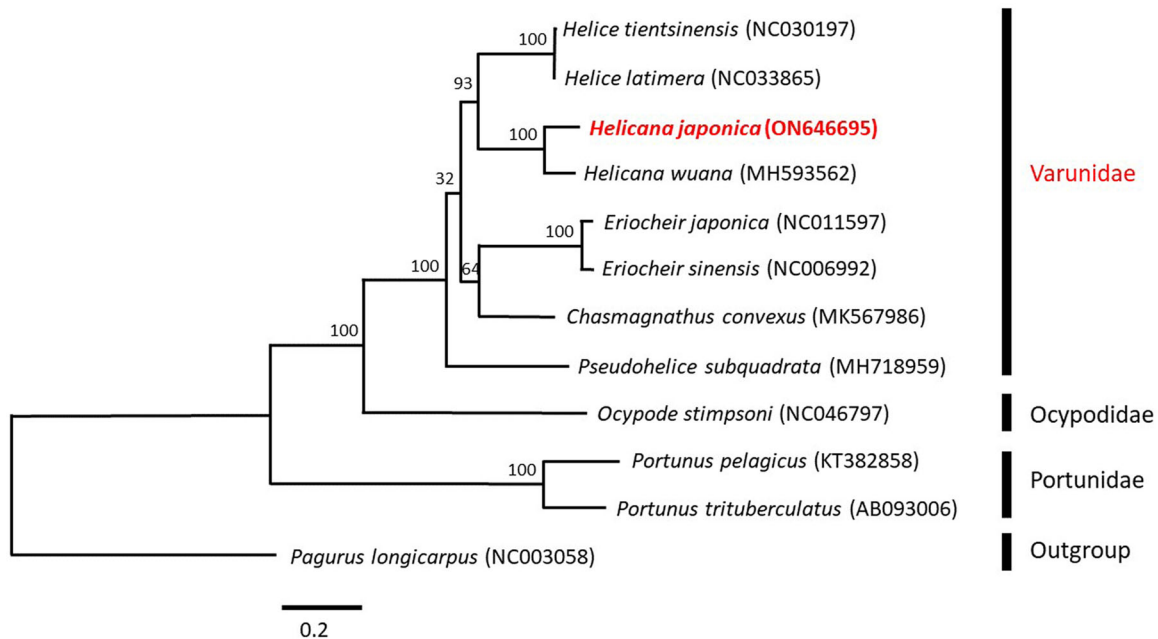 Helice tientsinensis (NC030197)
100
Helice latimera (NC033865)
93
Helicana japonica (ON646695)
100
Helicana wuana (MH593562)
Varunidae
32
Eriocheir japonica (NC011597)
100
Eriocheir sinensis (NC006992)
100
64
Chasmagnathus convexus (MK567986)
100
Pseudohelice subquadrata (MH718959)
Ocypode stimpsoni (NC046797)
Ocypodidae
Portunus pelagicus (KT382858)
100
Portunidae
Portunus trituberculatus (AB093006)
Pagurus longicarpus (NC003058)
Outgroup
0.2